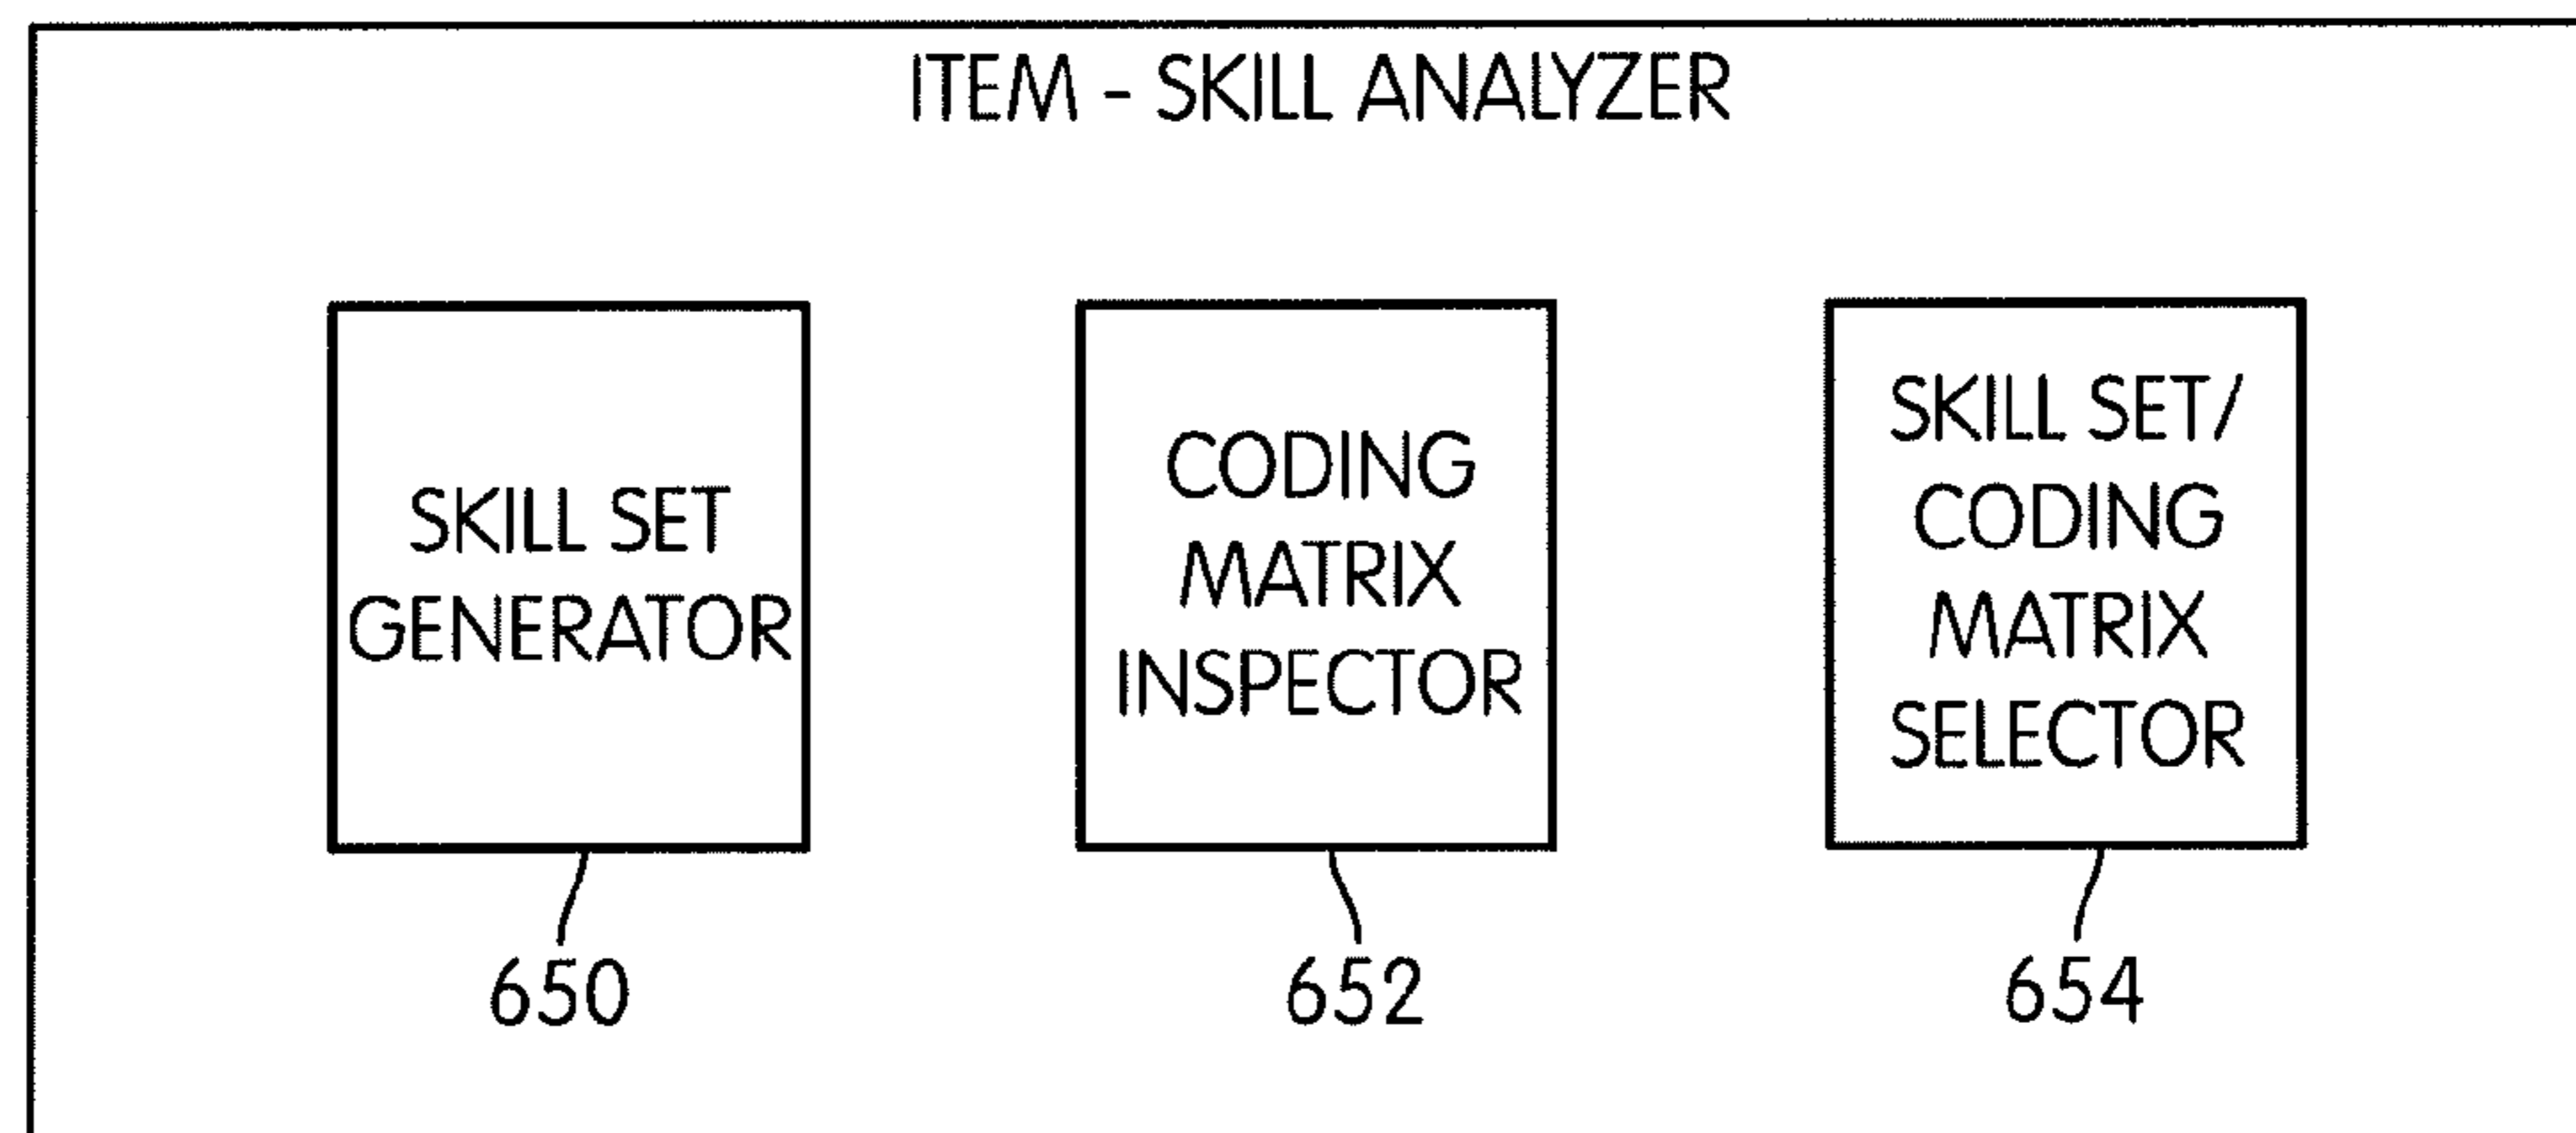 ITEM - SKILL ANALYZER
SKILL SET
GENERATOR
650
CODING
MATRIX
INSPECTOR
652
SKILL SET/
CODING
MATRIX
SELECTOR
654